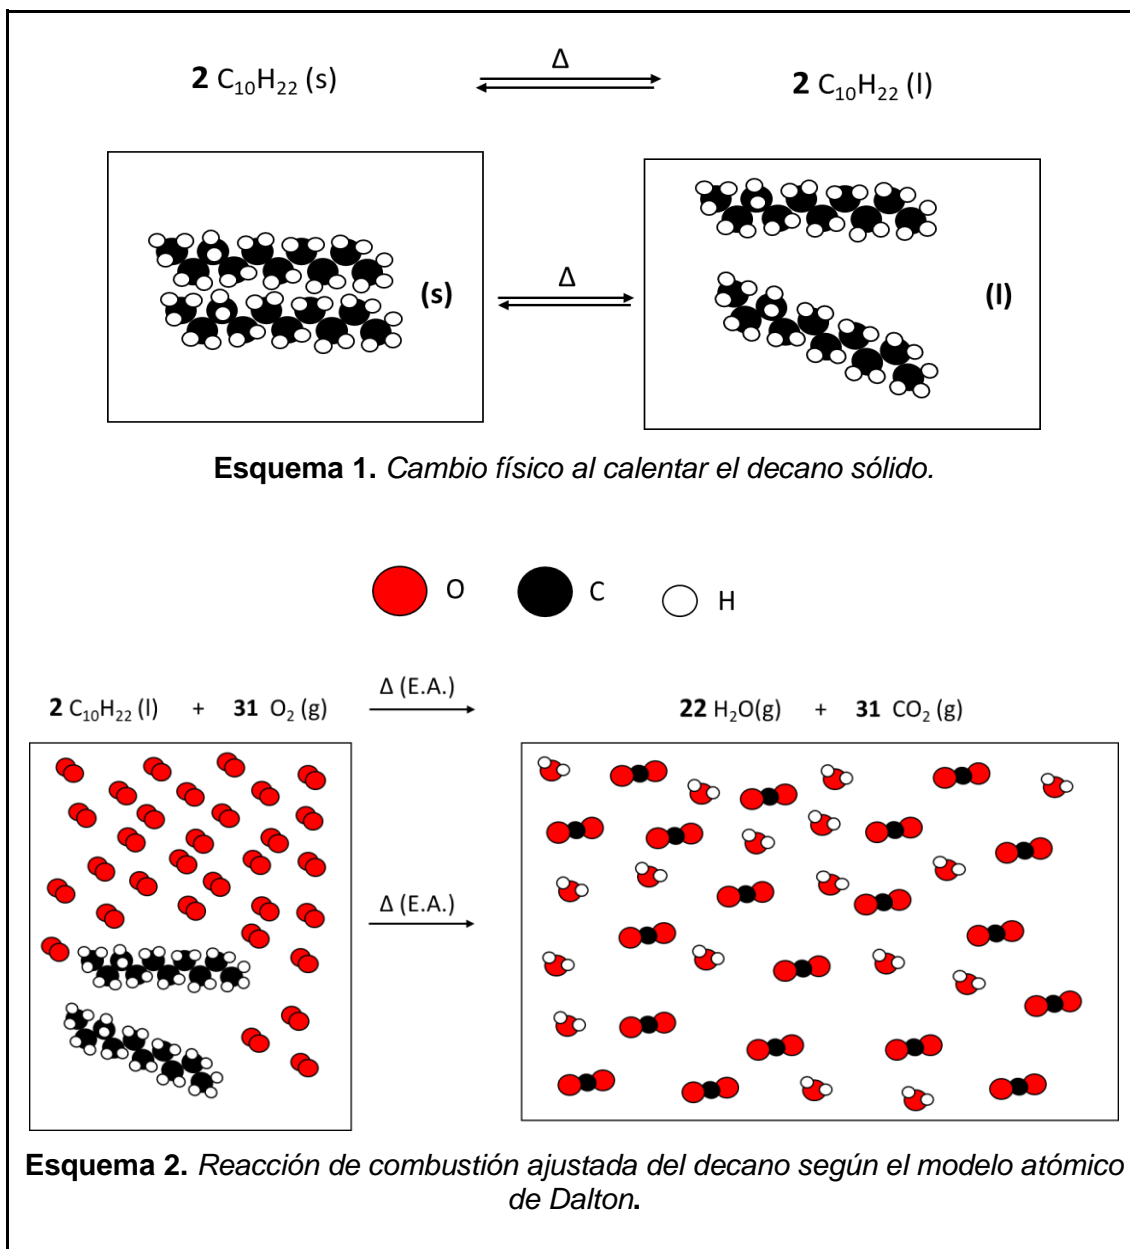 2 C₁₀H₂₂ (s) Δ 2 C₁₀H₂₂ (l)
(s) Δ (l)
Esquema 1. Cambio físico al calentar el decano sólido.
O C H
2 C₁₀H₂₂ (l) + 31 O₂ (g) Δ (E.A.) 22 H₂O(g) + 31 CO₂ (g)
Δ (E.A.)
Esquema 2. Reacción de combustión ajustada del decano según el modelo atómico
de Dalton.